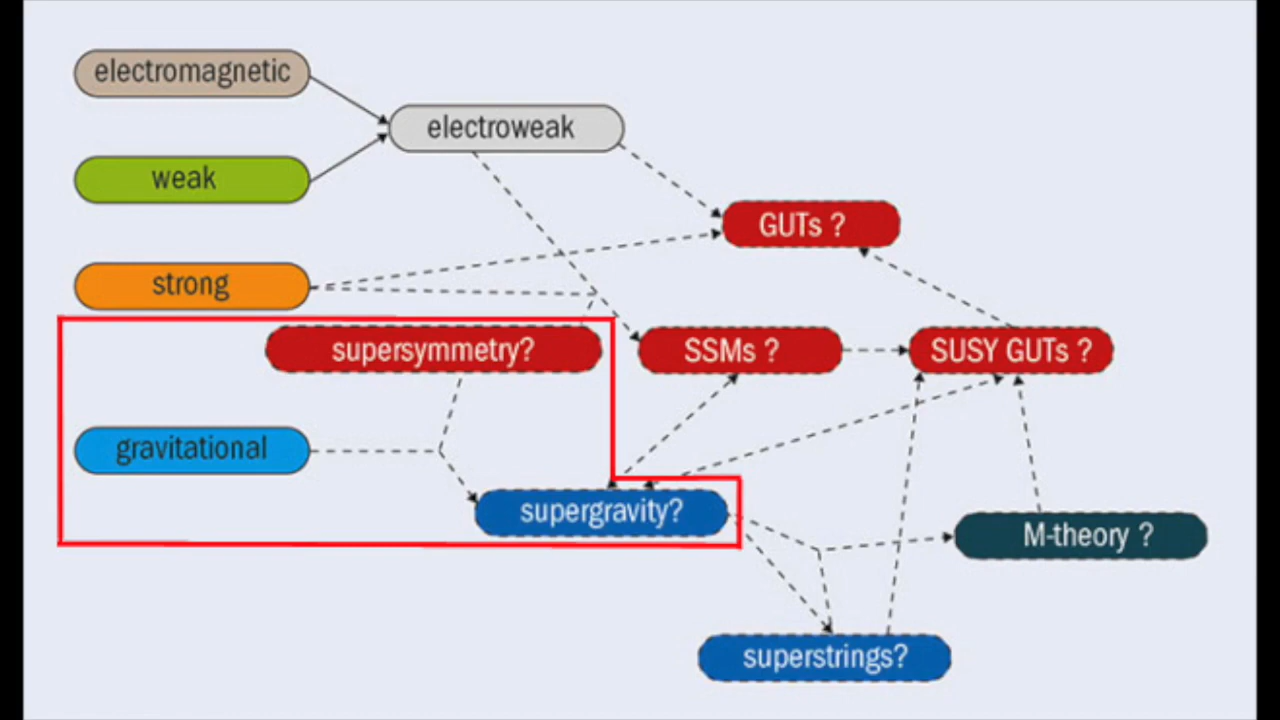 electromagnetic
electroweak
weak
GUTs ?
strong
supersymmetry?
SSMs ?
SUSY GUTs ?
gravitational
supergravity?
M-theory ?
superstrings?